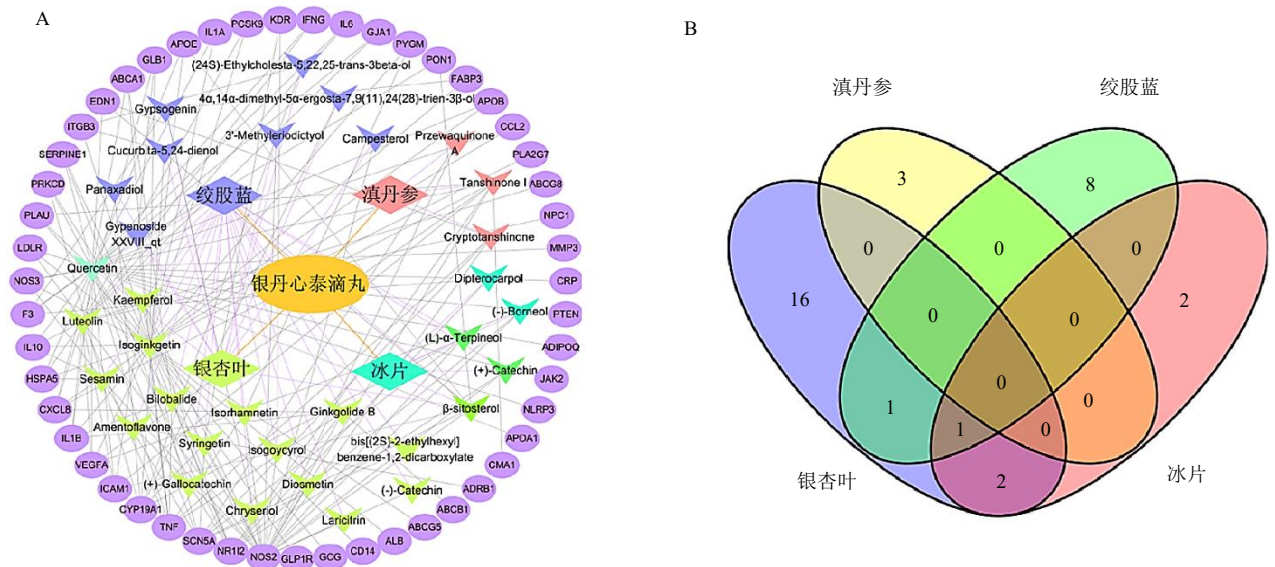 A
PCSK9
KDR
IFNG
IL6
GJA1
PYGM
PON1
FABP3
APOB
CCL2
PLA2G7
ABCG8
NPC1
MMP3
CRP
PTEN
ADIPOQ
JAK2
NLRP3
APOA1
CMA1
ADRB1
ABCB1
ABCG5
ALB
CD14
GCG
GLP1R
NOS2
NR1I2
SCN5A
TNF
CYP19A1
ICAM1
VEGFA
IL1B
CXCL8
HSPA5
IL10
F3
NOS3
LDLR
PLAU
PRKCD
SERPINE1
ITGB3
EDN1
ABCA1
GLB1
APOE
IL1A
(24S)-Ethylcholesta-5,22,25-trans-3beta-ol
4α,14α-dimethyl-5α-ergosta-7,9(11),24(28)-trien-3β-ol
Gypsogenin
3'-Methyleriodictyol
Campesterol
Przewaquinone
A
Cucurbita-5,24-dienol
Panaxadiol
绞股蓝
滇丹参
Tanshinone I
Gypenoside
XXVIII_qt
Cryptotanshinone
Quercetin
银丹心泰滴丸
Dipterocarpol
Kaempferol
(-)-Borneol
Luteolin
(L)-α-Terpineol
Isoginkgetin
银杏叶
冰片
(+)-Catechin
Sesamin
Bilobalide
Isorhamnetin
Ginkgolide B
β-sitosterol
Amentoflavone
Syringetin
Isogoycyrol
bis[(2S)-2-ethylhexyl]
benzene-1,2-dicarboxylate
(+)-Gallocatechin
Diosmetin
(-)-Catechin
Chryseriol
Laricitrin
B
滇丹参
绞股蓝
3
8
0
0
0
16
2
0
0
0
0
1
1
0
2
银杏叶
冰片